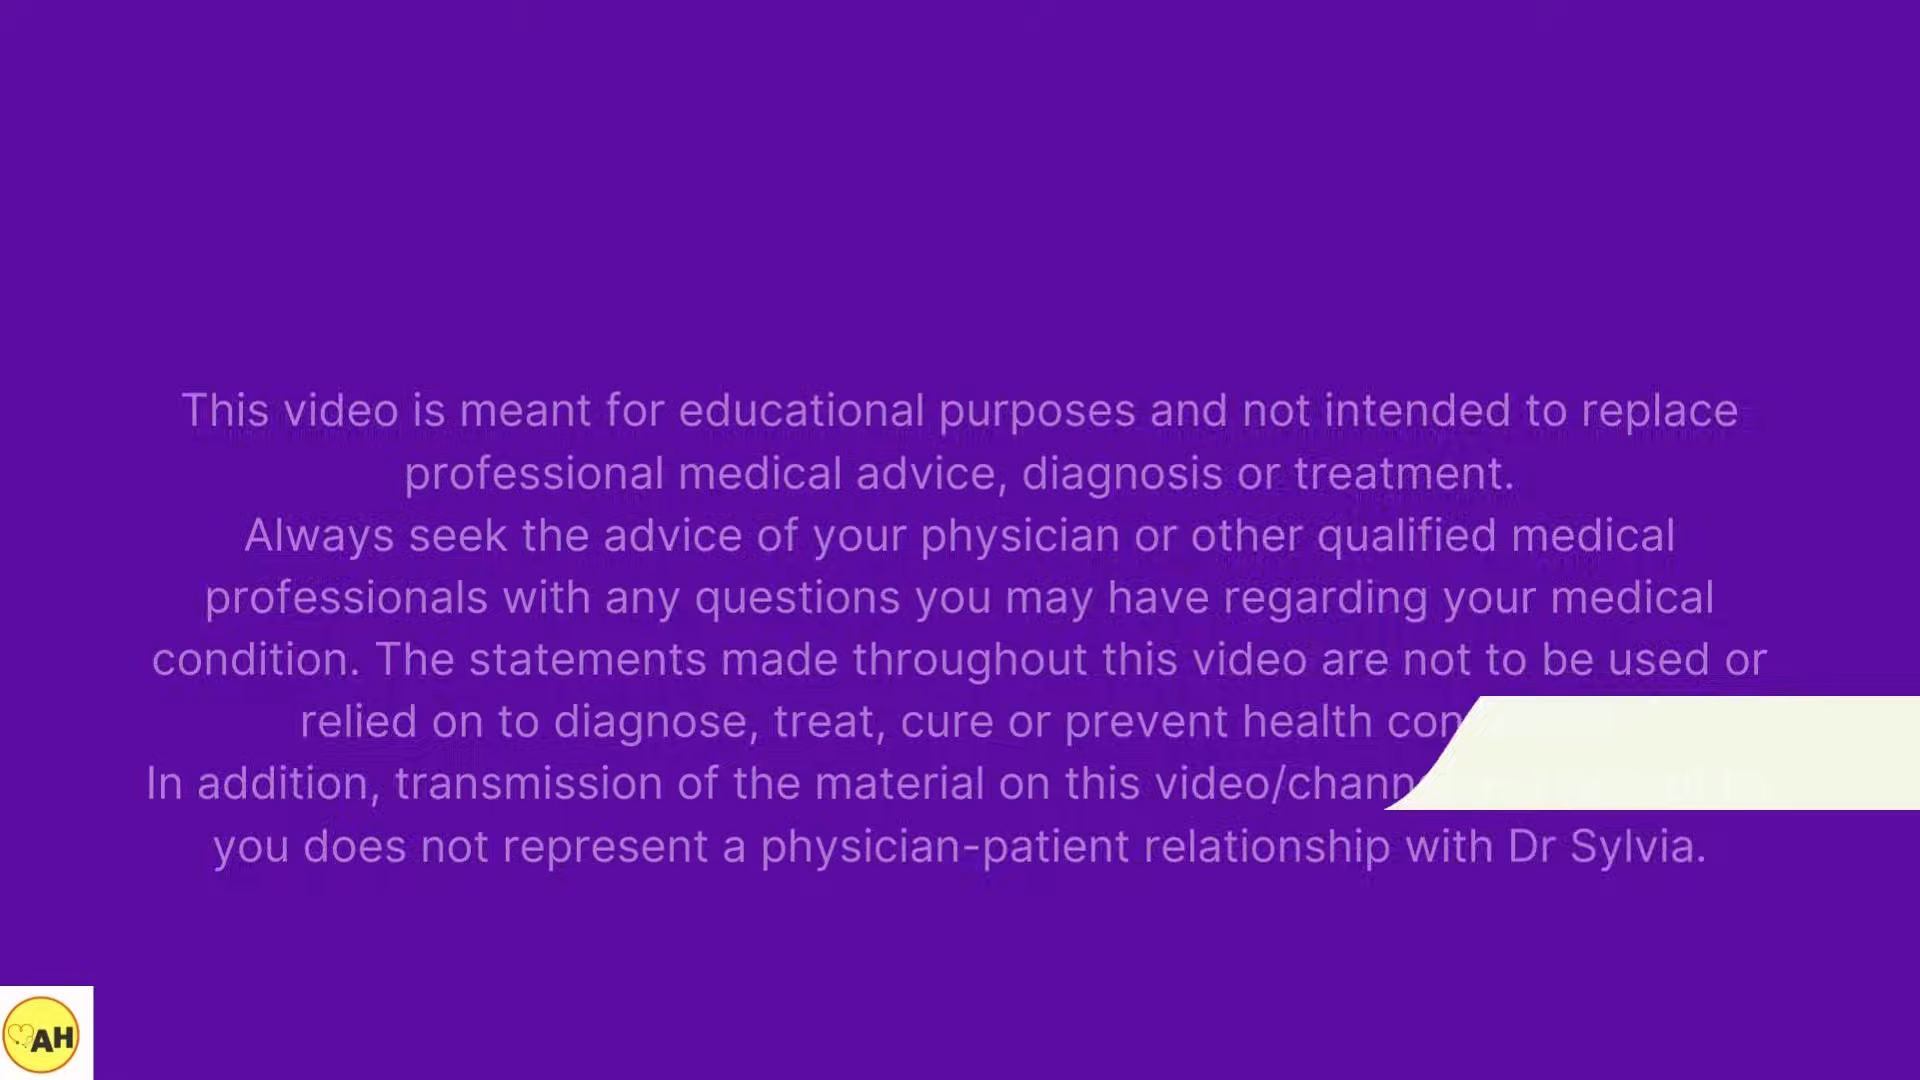 This video is meant for educational purposes and not intended to replace
professional medical advice, diagnosis or treatment.
Always seek the advice of your physician or other qualified medical
professionals with any questions you may have regarding your medical
condition. The statements made throughout this video are not to be used or
relied on to diagnose, treat, cure or prevent health
In addition, transmission of the material on this video/
you does not represent a physician-patient relationship with Dr Sylvia.
AH